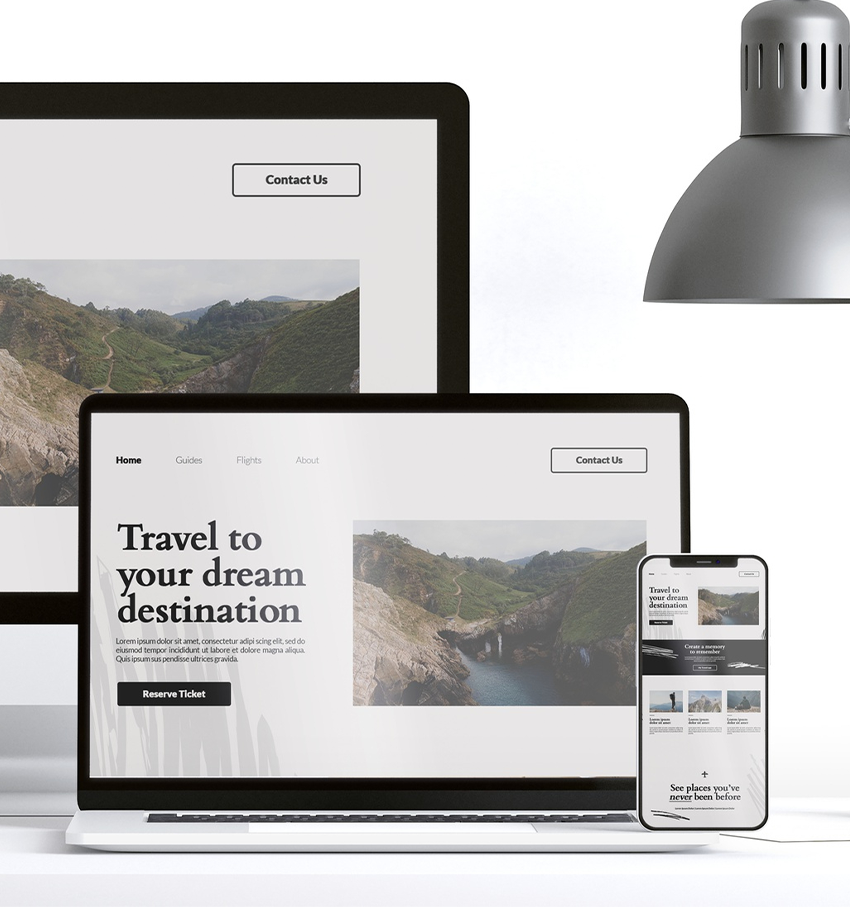 Contact Us
Home Guides Flights About Contact Us
Travel to
your dream
destination
Lorem ipsum dolor sit amet, consectetur adipi scing elit, sed do
eiusmod tempor incididunt ut labore et dolore magna aliqua.
Quis ipsum sus pendisse ultrices gravida.
Reserve Ticket
Travel to
your dream
destination
Reserve Ticket
Create a memory
to remember
See places you've
never been before